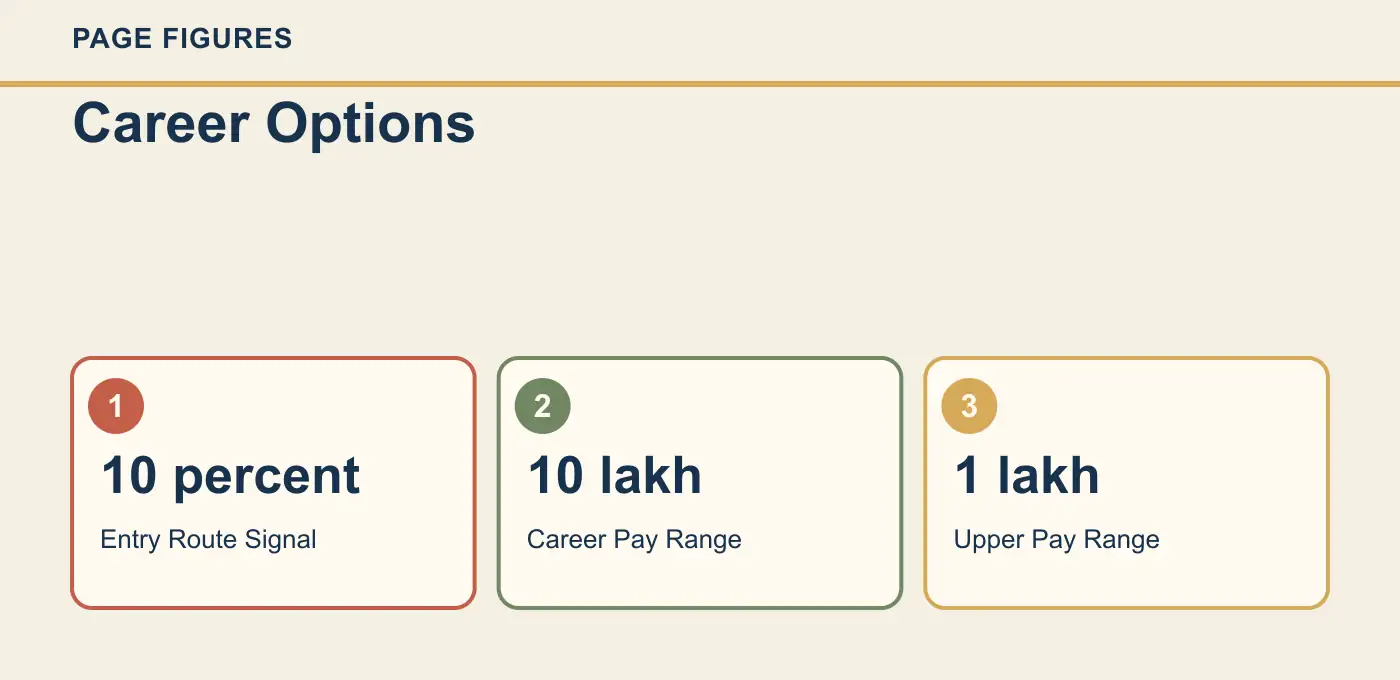 PAGE FIGURES
Career Options
1
10 percent
Entry Route Signal
2
10 lakh
Career Pay Range
3
1 lakh
Upper Pay Range